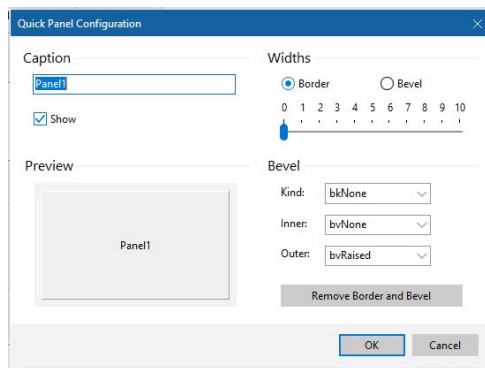 Quick Panel Configuration
Caption
Panel1
Show
Widths
Border Bevel
0 1 2 3 4 5 6 7 8 9 10
Preview
Panel1
Bevel
Kind: bkNone
Inner: bvNone
Outer: bvRaised
Remove Border and Bevel
OK Cancel